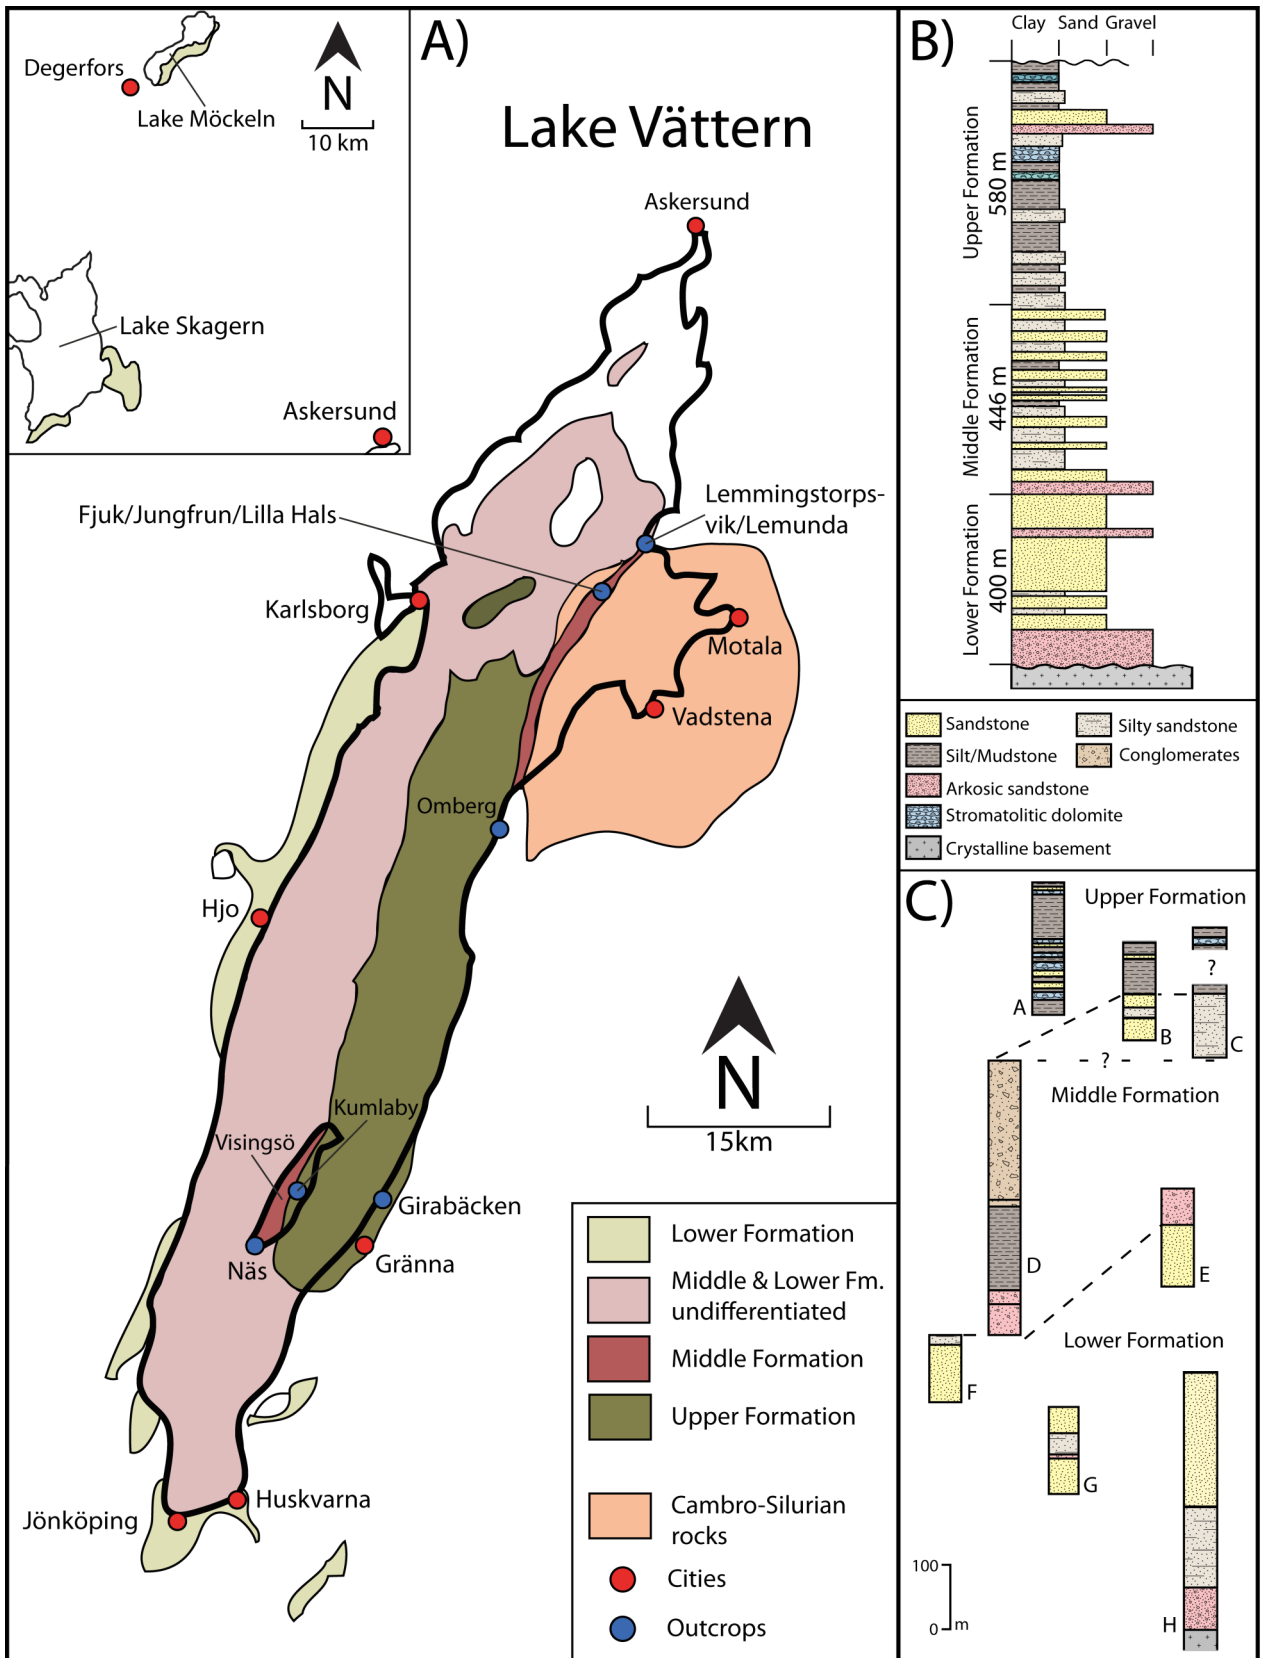 A)
Lake Vättern
Degerfors
Lake Möckeln
N
10 km
Lake Skagern
Askersund
Askersund
Fjuk/Jungfrun/Lilla Hals
Lemmingstorps-
vik/Lemunda
Karlsborg
Motala
Vadstena
Omberg
Hjo
Kumlaby
Visingsö
N
15km
Girabäcken
Näs
Gränna
Huskvarna
Jönköping
Lower Formation
Middle & Lower Fm.
undifferentiated
Middle Formation
Upper Formation
Cambro-Silurian
rocks
Cities
Outcrops
B)
Clay Sand Gravel
Upper Formation
580 m
Middle Formation
446 m
Lower Formation
400 m
Sandstone
Silty sandstone
Silt/Mudstone
Conglomerates
Arkosic sandstone
Stromatolitic dolomite
Crystalline basement
C)
Upper Formation
?
A
B
C
?
Middle Formation
D
E
Lower Formation
F
G
100
0 m
H